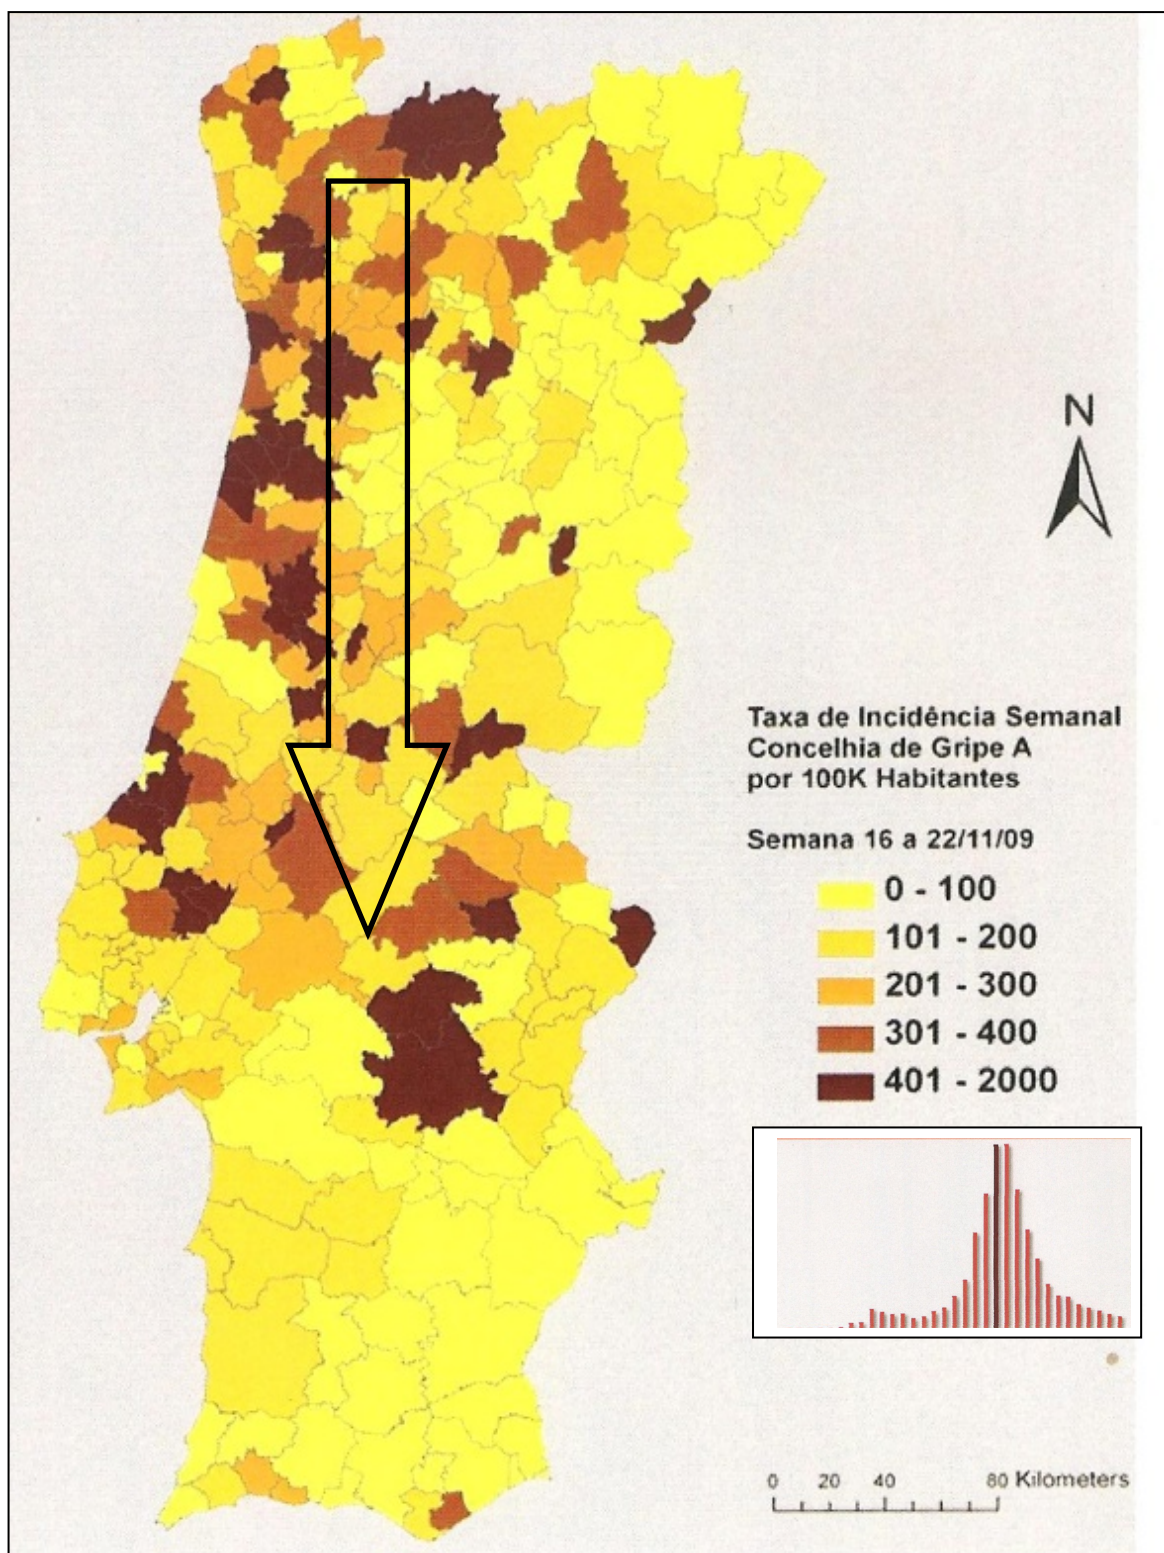 N
Taxa de Incidência Semanal
Concelhia de Gripe A
por 100K Habitantes
Semana 16 a 22/11/09
0 - 100
101 - 200
201 - 300
301 - 400
401 - 2000
0 20 40 80 Kilometers